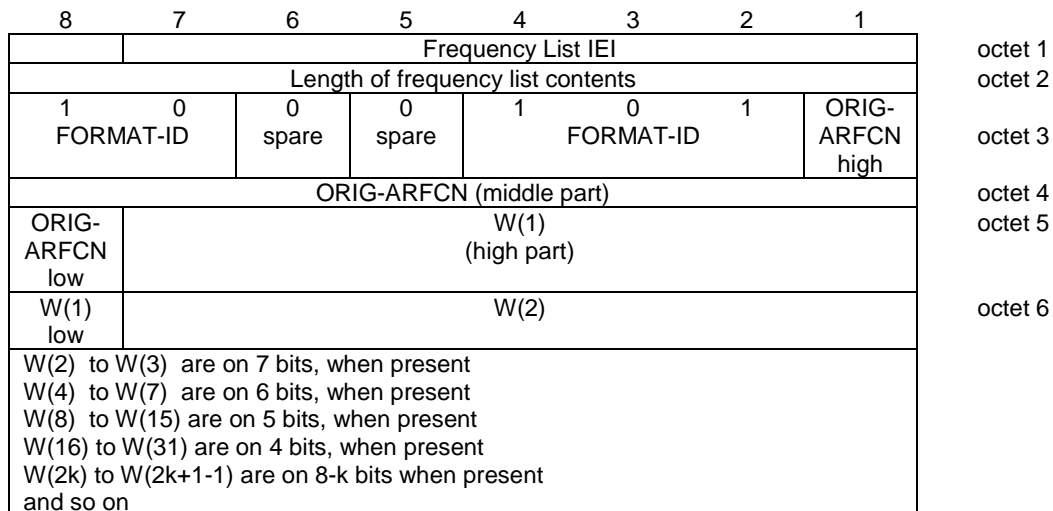 8 7 6 5 4 3 2 1
Frequency List IEI octet 1
Length of frequency list contents octet 2
1 0 0 0 1 0 1 ORIG-
FORMAT-ID spare spare FORMAT-ID ARFCN octet 3
high
ORIG-ARFCN (middle part) octet 4
ORIG- W(1) octet 5
ARFCN (high part)
low
W(1) W(2) octet 6
low
W(2) to W(3) are on 7 bits, when present
W(4) to W(7) are on 6 bits, when present
W(8) to W(15) are on 5 bits, when present
W(16) to W(31) are on 4 bits, when present
W(2k) to W(2k+1-1) are on 8-k bits when present
and so on